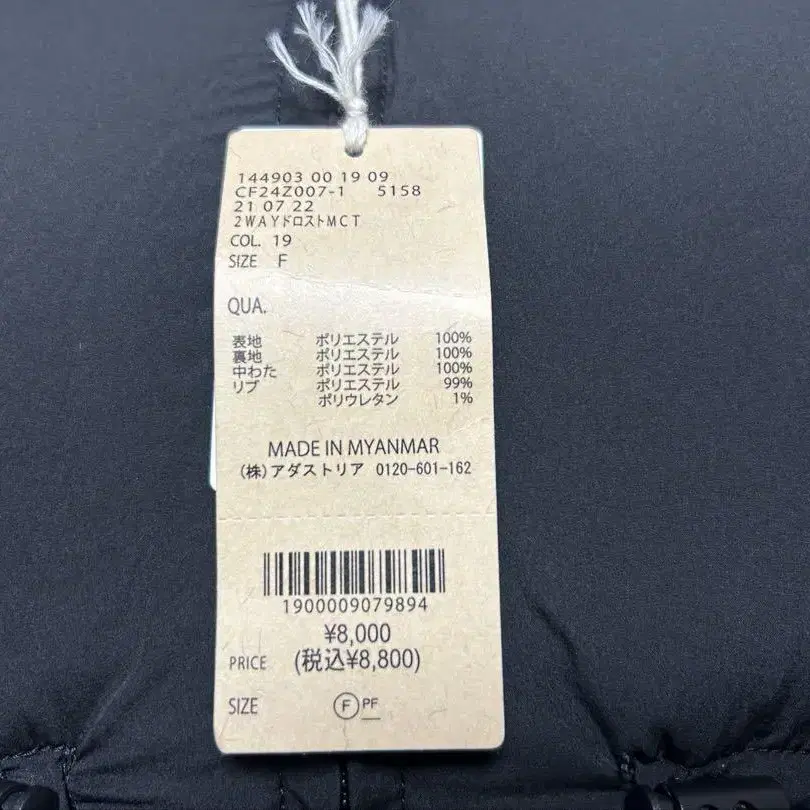 144903 00 19 09
CF24Z007-1 5158
21 07 22
2WAYドロストMCT
COL. 19
SIZE F
QUA.
表地 ポリエステル 100%
裏地 ポリエステル 100%
中わた ポリエステル 100%
リブ ポリエステル 99%
ポリウレタン 1%
MADE IN MYANMAR
(株)アダストリア 0120-601-162
1900009079894
¥8,000
PRICE (税込¥8,800)
SIZE F PF